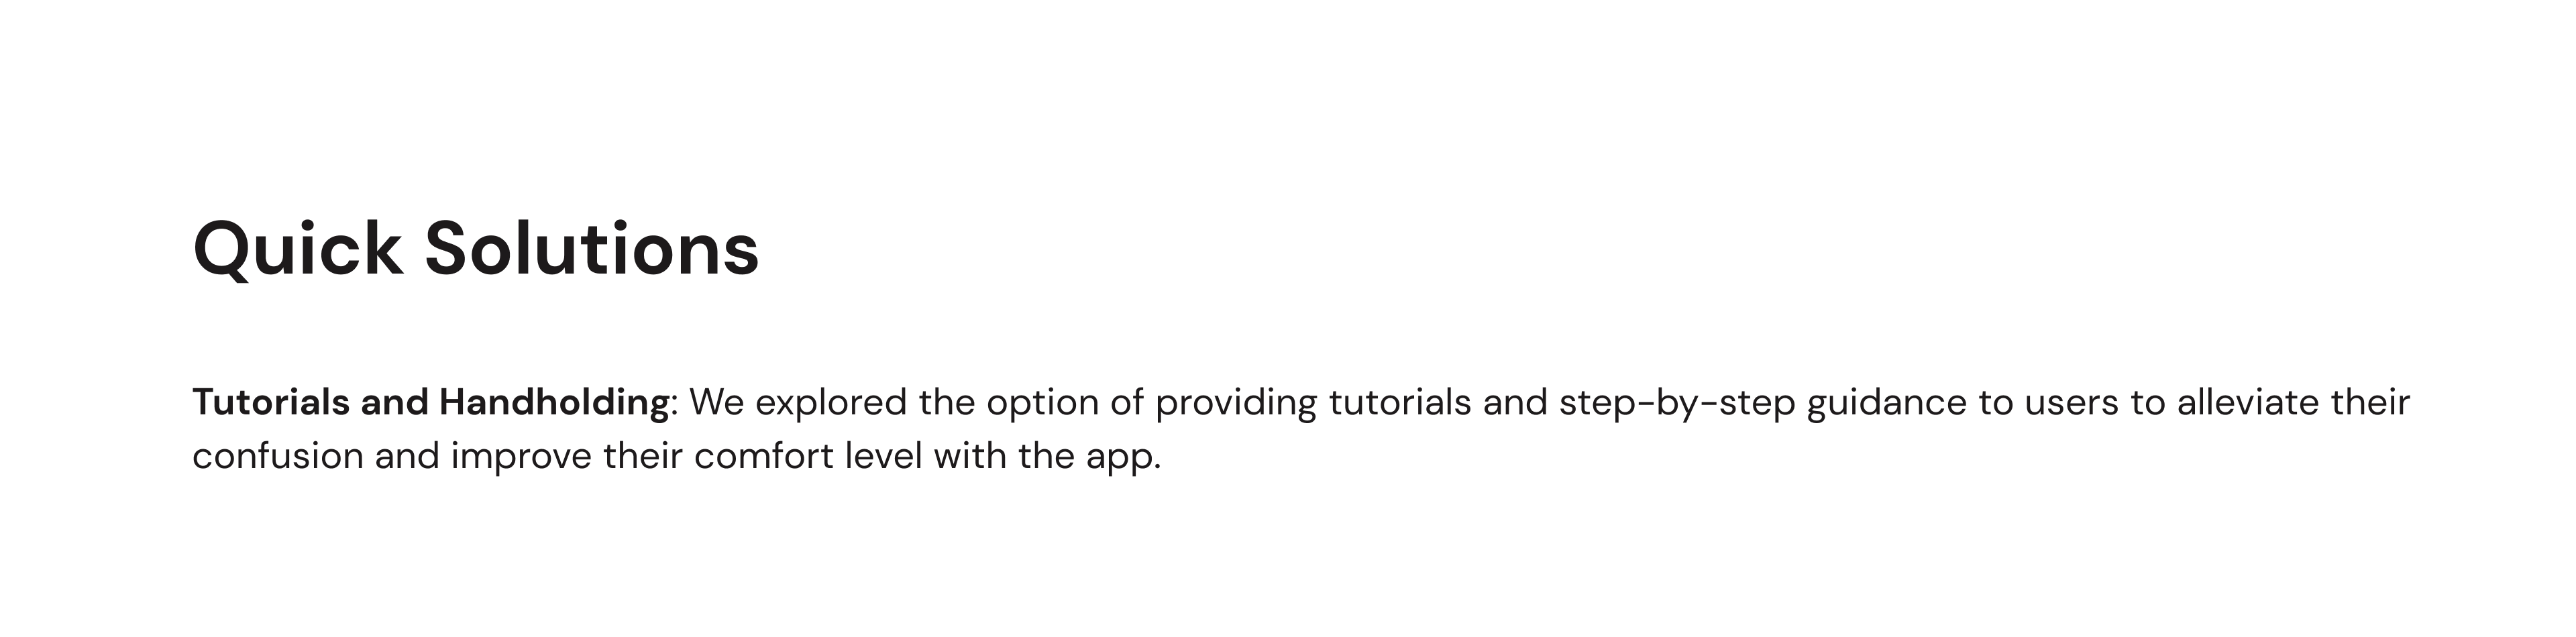 Quick Solutions
Tutorials and Handholding: We explored the option of providing tutorials and step-by-step guidance to users to alleviate their
confusion and improve their comfort level with the app.